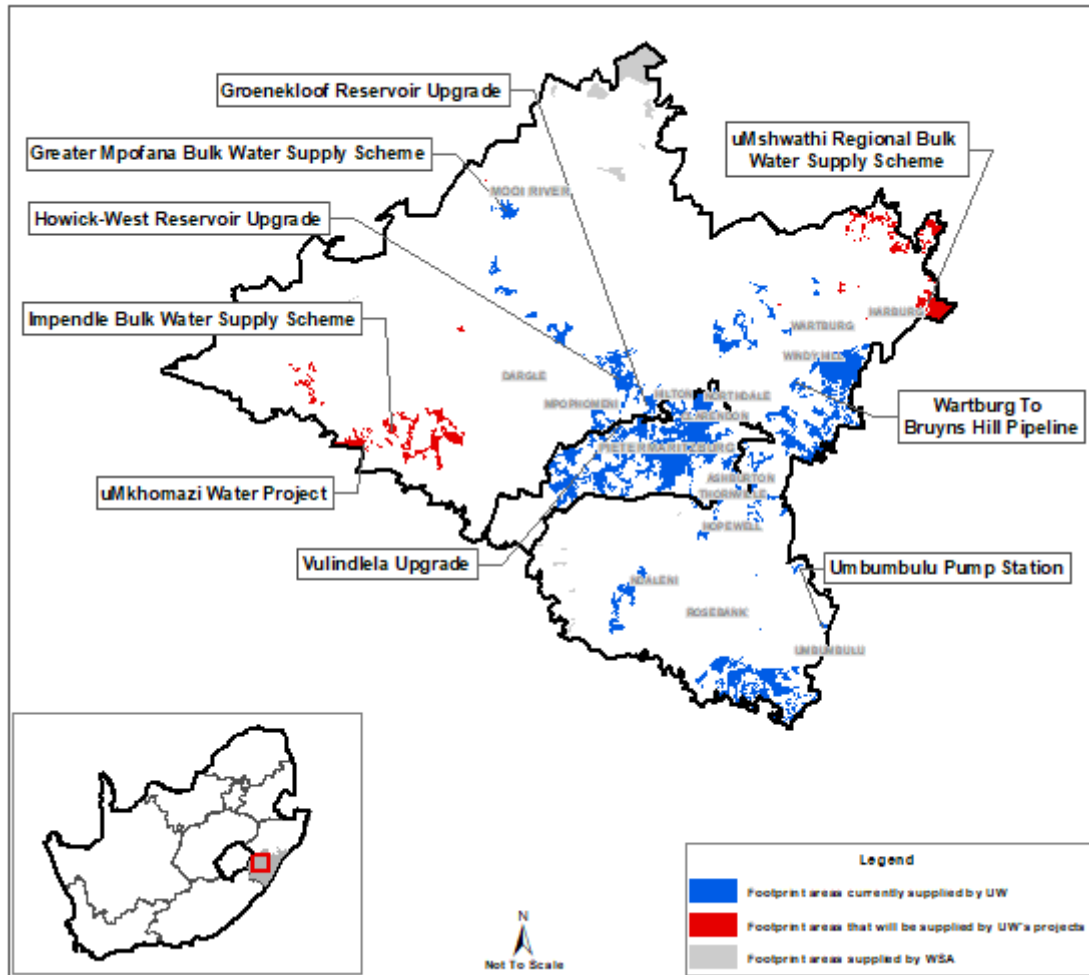 Groenekloof Reservoir Upgrade
uMshwathi Regional Bulk
Water Supply Scheme
Greater Mpofana Bulk Water Supply Scheme
MOOI RIVER
Howick-West Reservoir Upgrade
Impendle Bulk Water Supply Scheme
HARBURG
WARTBURG
WINDY HILL
DARGLE
HILTON
NORTHDALE
MPOPHOMENI
CLARENDON
Wartburg To
Bruyns Hill Pipeline
PIETERMARITZBURG
ASHBURTON
uMkhomazi Water Project
THORNVILLE
HOPEWELL
Vulindlela Upgrade
Umbumbulu Pump Station
NDALENI
ROSEBANK
UMBUMBULU
Legend
Footprint areas currently supplied by UW
Footprint areas that will be supplied by UW's projects
Footprint areas supplied by WSA
N
Not To Scale